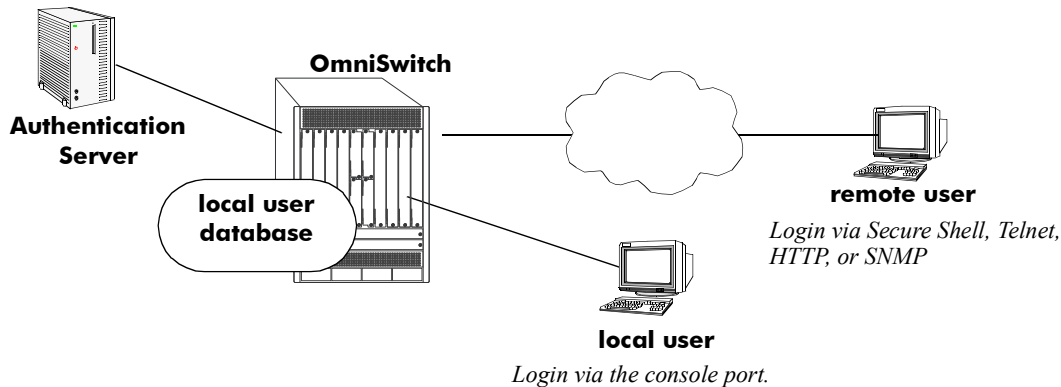 OmniSwitch
Authentication
Server
local user
database
remote user
Login via Secure Shell, Telnet,
HTTP, or SNMP
local user
Login via the console port.